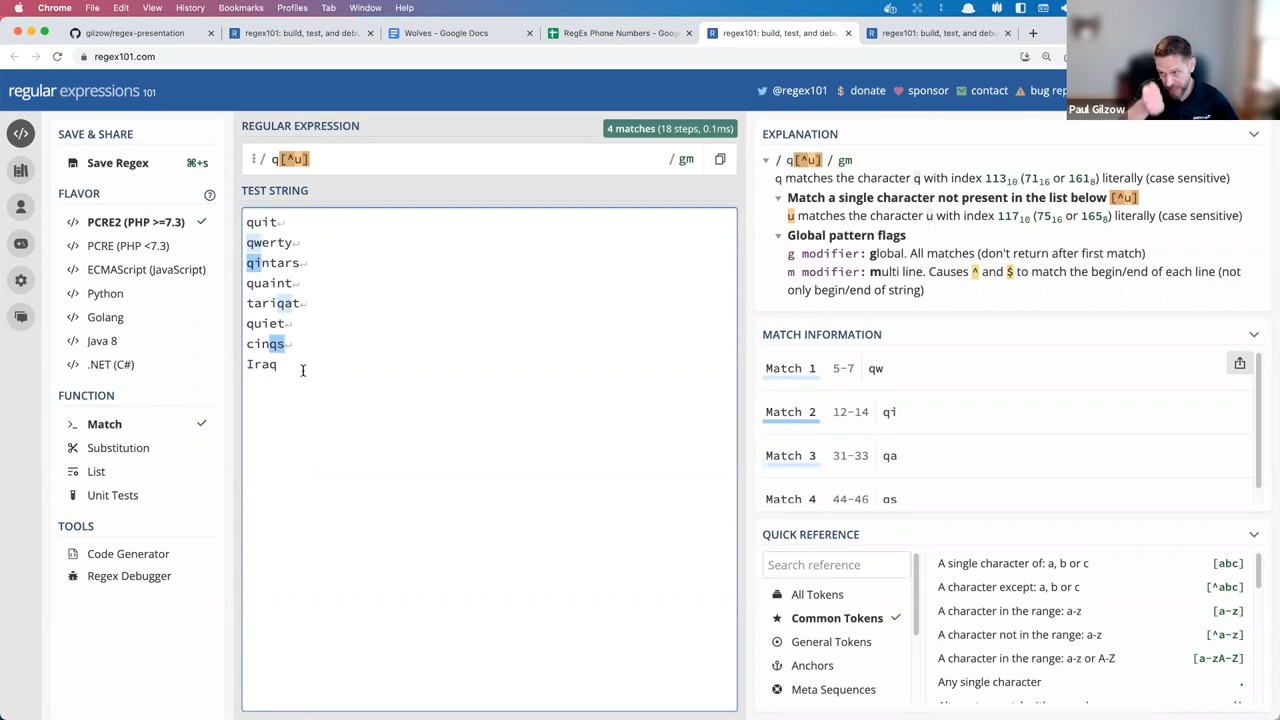 Chrome File Edit View History Bookmarks Profiles Tab Window Help
gilzow/regex-presentation
regex101: build, test, and deb
Wolves - Google Docs
RegEx Phone Numbers - Goog
regex101: build, test, and deb
regex101: build, test, and deb
regex101.com
regular expressions 101
@regex101 $ donate sponsor contact bug rep
Paul Gilzow
SAVE & SHARE
Save Regex ⌘+s
FLAVOR
</> PCRE2 (PHP >=7.3)
</> PCRE (PHP <7.3)
</> ECMAScript (JavaScript)
</> Python
</> Golang
</> Java 8
</> .NET (C#)
FUNCTION
>_ Match
Substitution
List
Unit Tests
TOOLS
Code Generator
Regex Debugger
REGULAR EXPRESSION
4 matches (18 steps, 0.1ms)
/ q[^u] / gm
TEST STRING
quit↵
qwerty↵
qintars↵
quaint↵
tariqat↵
quiet↵
cinqs↵
Iraq
EXPLANATION
/ q[^u] / gm
q matches the character q with index 113₁₀ (71₁₆ or 161₈) literally (case sensitive)
Match a single character not present in the list below [^u]
u matches the character u with index 117₁₀ (75₁₆ or 165₈) literally (case sensitive)
Global pattern flags
g modifier: global. All matches (don't return after first match)
m modifier: multi line. Causes ^ and $ to match the begin/end of each line (not
only begin/end of string)
MATCH INFORMATION
Match 1 5-7 qw
Match 2 12-14 qi
Match 3 31-33 qa
Match 4 44-46 qs
QUICK REFERENCE
Search reference
All Tokens
Common Tokens
General Tokens
Anchors
Meta Sequences
A single character of: a, b or c [abc]
A character except: a, b or c [^abc]
A character in the range: a-z [a-z]
A character not in the range: a-z [^a-z]
A character in the range: a-z or A-Z [a-zA-Z]
Any single character .